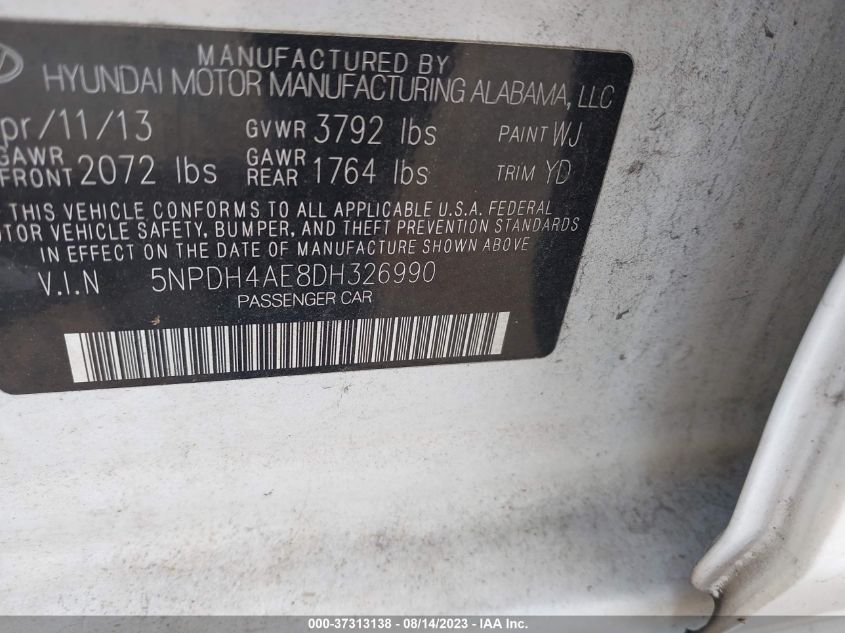 MANUFACTURED BY
HYUNDAI MOTOR MANUFACTURING ALABAMA, LLC
pr/11/13 GVWR 3792 lbs PAINT WJ
GAWR FRONT 2072 lbs GAWR REAR 1764 lbs TRIM YD
THIS VEHICLE CONFORMS TO ALL APPLICABLE U.S.A. FEDERAL
OTOR VEHICLE SAFETY, BUMPER, AND THEFT PREVENTION STANDARDS
IN EFFECT ON THE DATE OF MANUFACTURE SHOWN ABOVE
V.I.N 5NPDH4AE8DH326990
PASSENGER CAR
000-37313138 - 08/14/2023 - IAA, Inc.